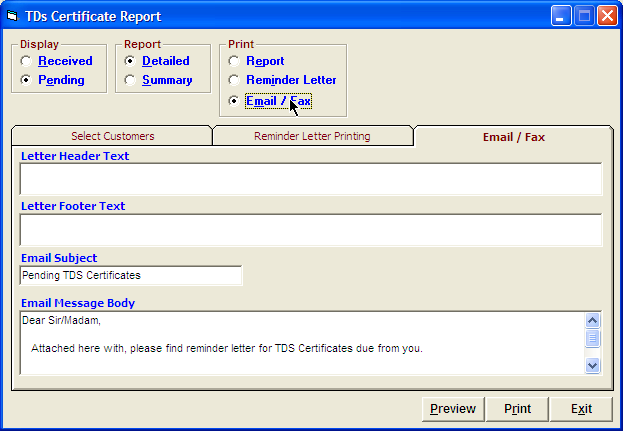 TDs Certificate Report
Display
Received
Pending
Report
Detailed
Summary
Print
Report
Reminder Letter
Email / Fax
Select Customers
Reminder Letter Printing
Email / Fax
Letter Header Text
Letter Footer Text
Email Subject
Pending TDS Certificates
Email Message Body
Dear Sir/Madam,
Attached here with, please find reminder letter for TDS Certificates due from you.
Preview
Print
Exit